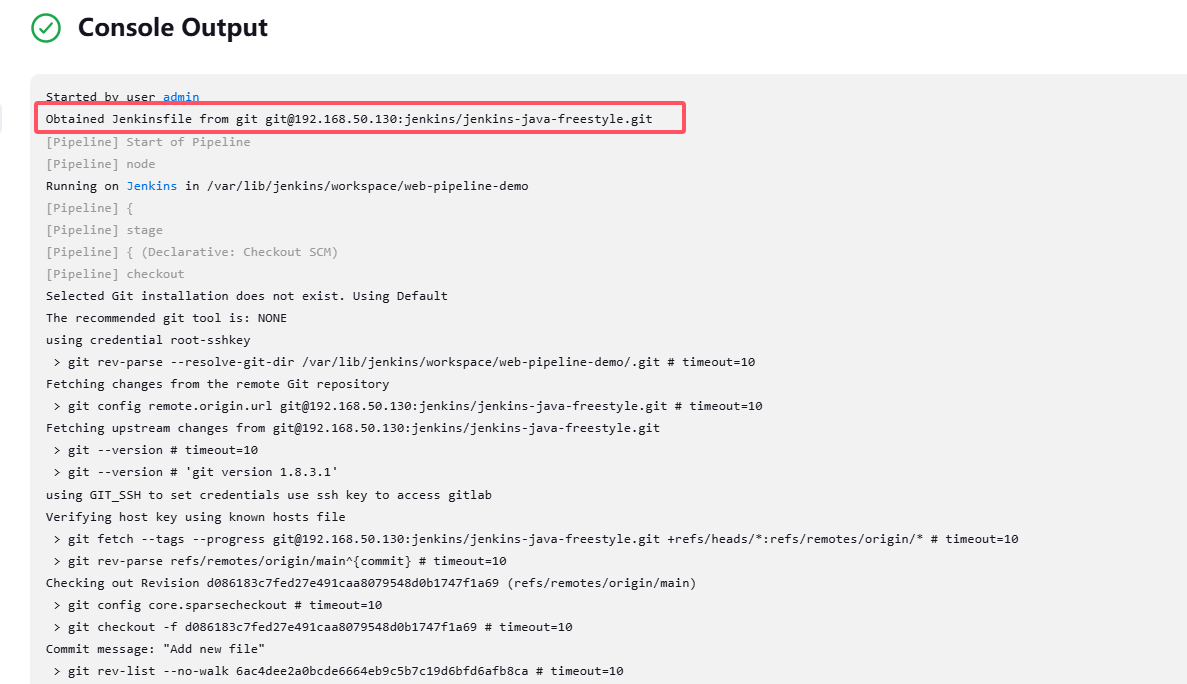 Console Output
Started by user admin
Obtained Jenkinsfile from git git@192.168.50.130:jenkins/jenkins-java-freestyle.git
[Pipeline] Start of Pipeline
[Pipeline] node
Running on Jenkins in /var/lib/jenkins/workspace/web-pipeline-demo
[Pipeline] {
[Pipeline] stage
[Pipeline] { (Declarative: Checkout SCM)
[Pipeline] checkout
Selected Git installation does not exist. Using Default
The recommended git tool is: NONE
using credential root-sshkey
 > git rev-parse --resolve-git-dir /var/lib/jenkins/workspace/web-pipeline-demo/.git # timeout=10
Fetching changes from the remote Git repository
 > git config remote.origin.url git@192.168.50.130:jenkins/jenkins-java-freestyle.git # timeout=10
Fetching upstream changes from git@192.168.50.130:jenkins/jenkins-java-freestyle.git
 > git --version # timeout=10
 > git --version # 'git version 1.8.3.1'
using GIT_SSH to set credentials use ssh key to access gitlab
Verifying host key using known hosts file
 > git fetch --tags --progress git@192.168.50.130:jenkins/jenkins-java-freestyle.git +refs/heads/*:refs/remotes/origin/* # timeout=10
 > git rev-parse refs/remotes/origin/main^{commit} # timeout=10
Checking out Revision d086183c7fed27e491caa8079548d0b1747f1a69 (refs/remotes/origin/main)
 > git config core.sparsecheckout # timeout=10
 > git checkout -f d086183c7fed27e491caa8079548d0b1747f1a69 # timeout=10
Commit message: "Add new file"
 > git rev-list --no-walk 6ac4dee2a0bcde6664eb9c5b7c19d6bfd6afb8ca # timeout=10